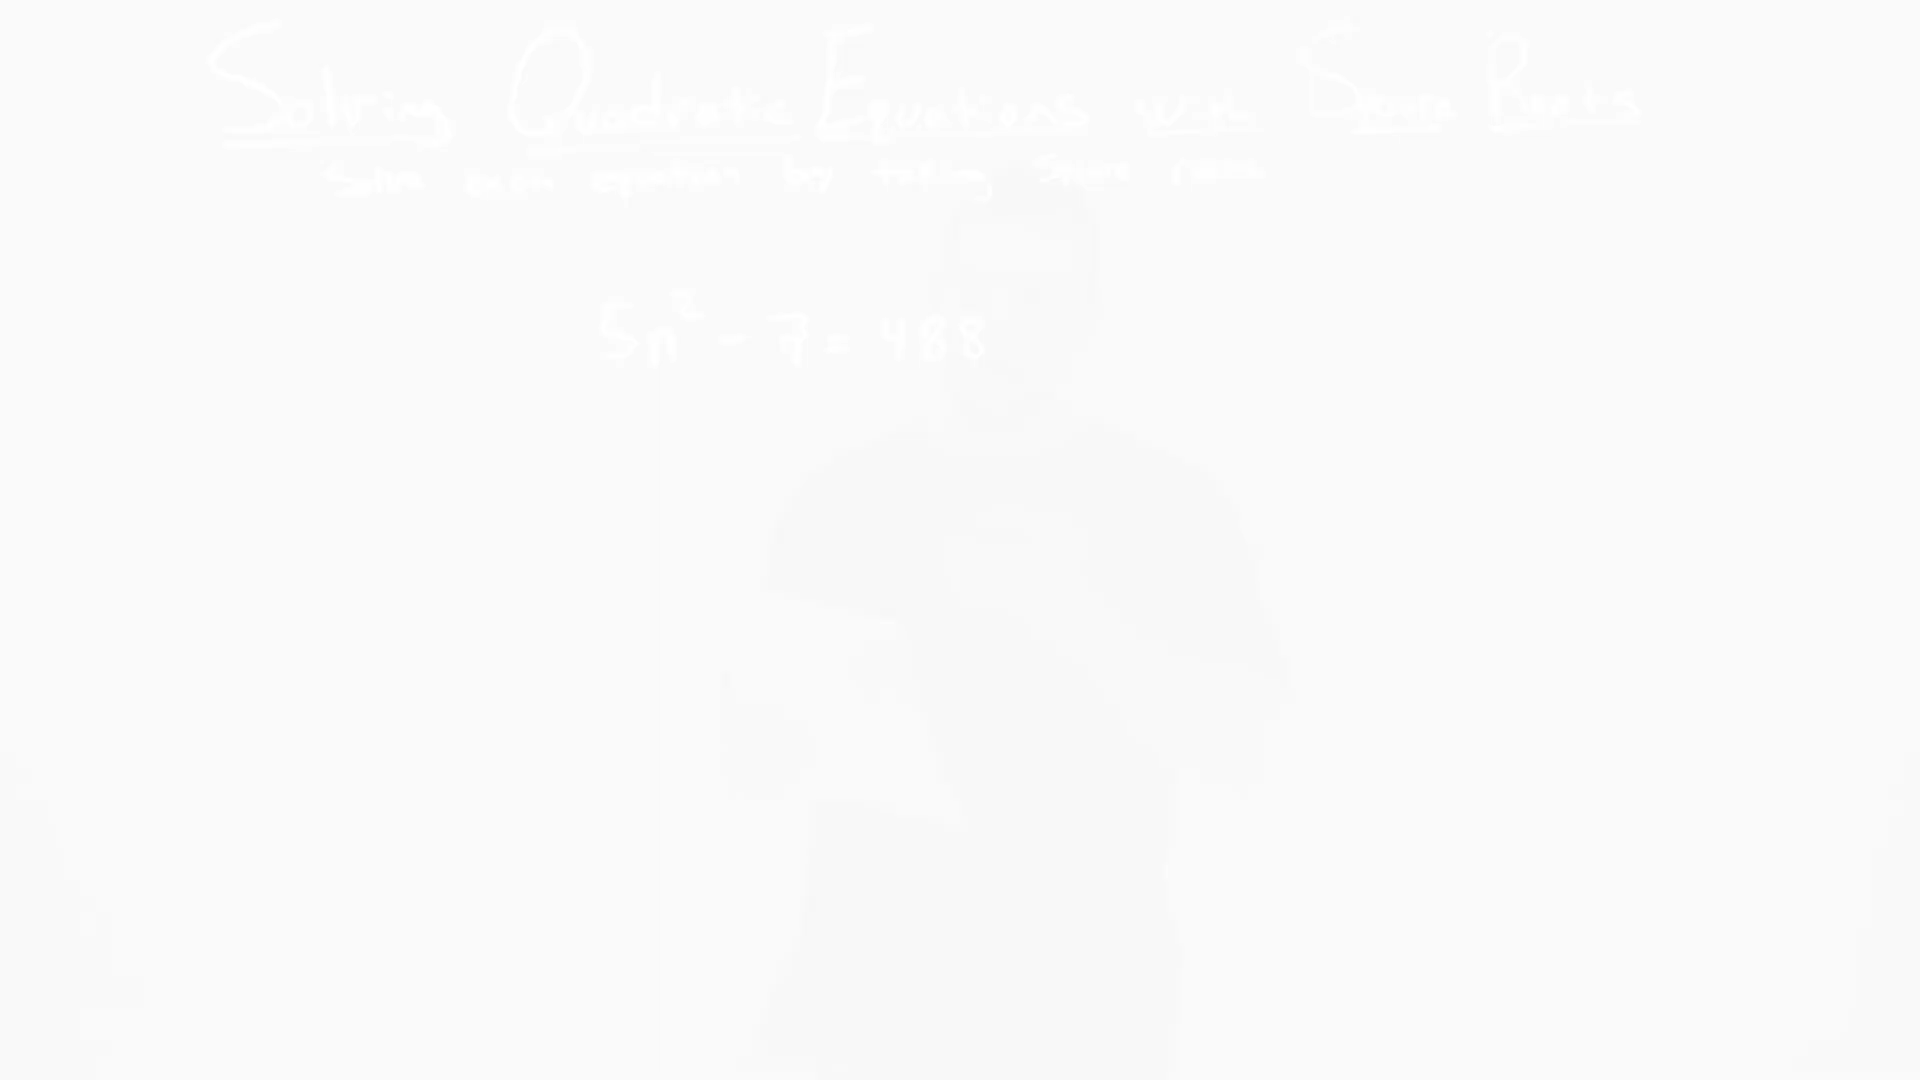 Solving Quadratic Equations with Square Roots
Solve each equation by taking square roots
5n² - 7 = 488